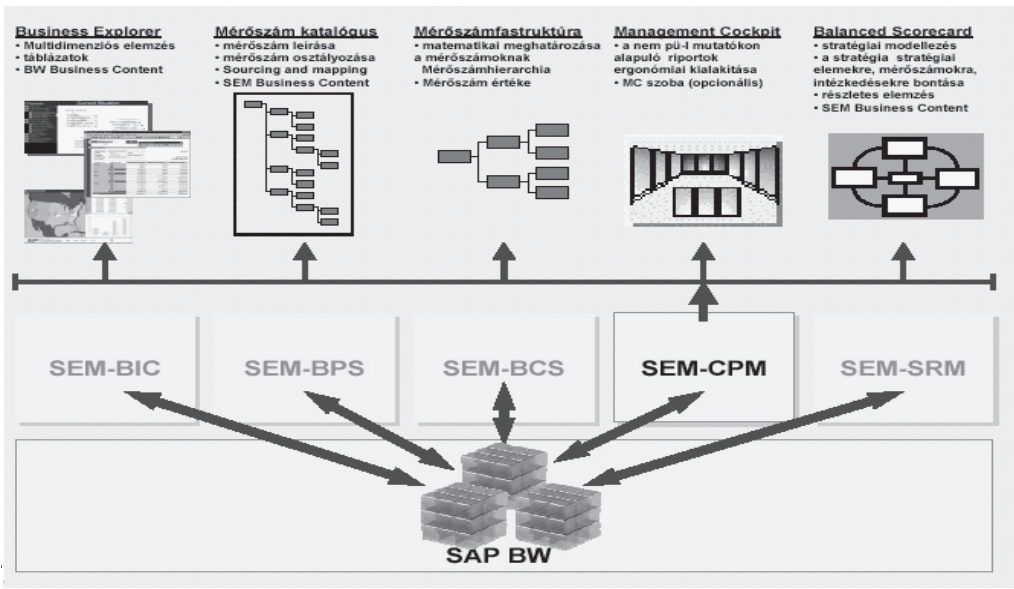 Business Explorer
• Multidimenziós elemzés
• táblázatok
• BW Business Content
Mérőszám katalógus
• mérőszám leírása
• mérőszám osztályozása
• Sourcing and mapping
• SEM Business Content
Mérőszámfastruktúra
• matematikai meghatározása
a mérőszámoknak
Mérőszámhierarchia
• Mérőszám értéke
Management Cockpit
• a nem pü-i mutatókon
alapuló riportok
ergonómiai kialakítása
• MC szoba (opcionális)
Balanced Scorecard
• stratégiai modellezés
• a stratégia stratégiai
elemekre, mérőszámokra,
intézkedésekre bontása
• részletes elemzés
• SEM Business Content
SEM-BIC
SEM-BPS
SEM-BCS
SEM-CPM
SEM-SRM
SAP BW